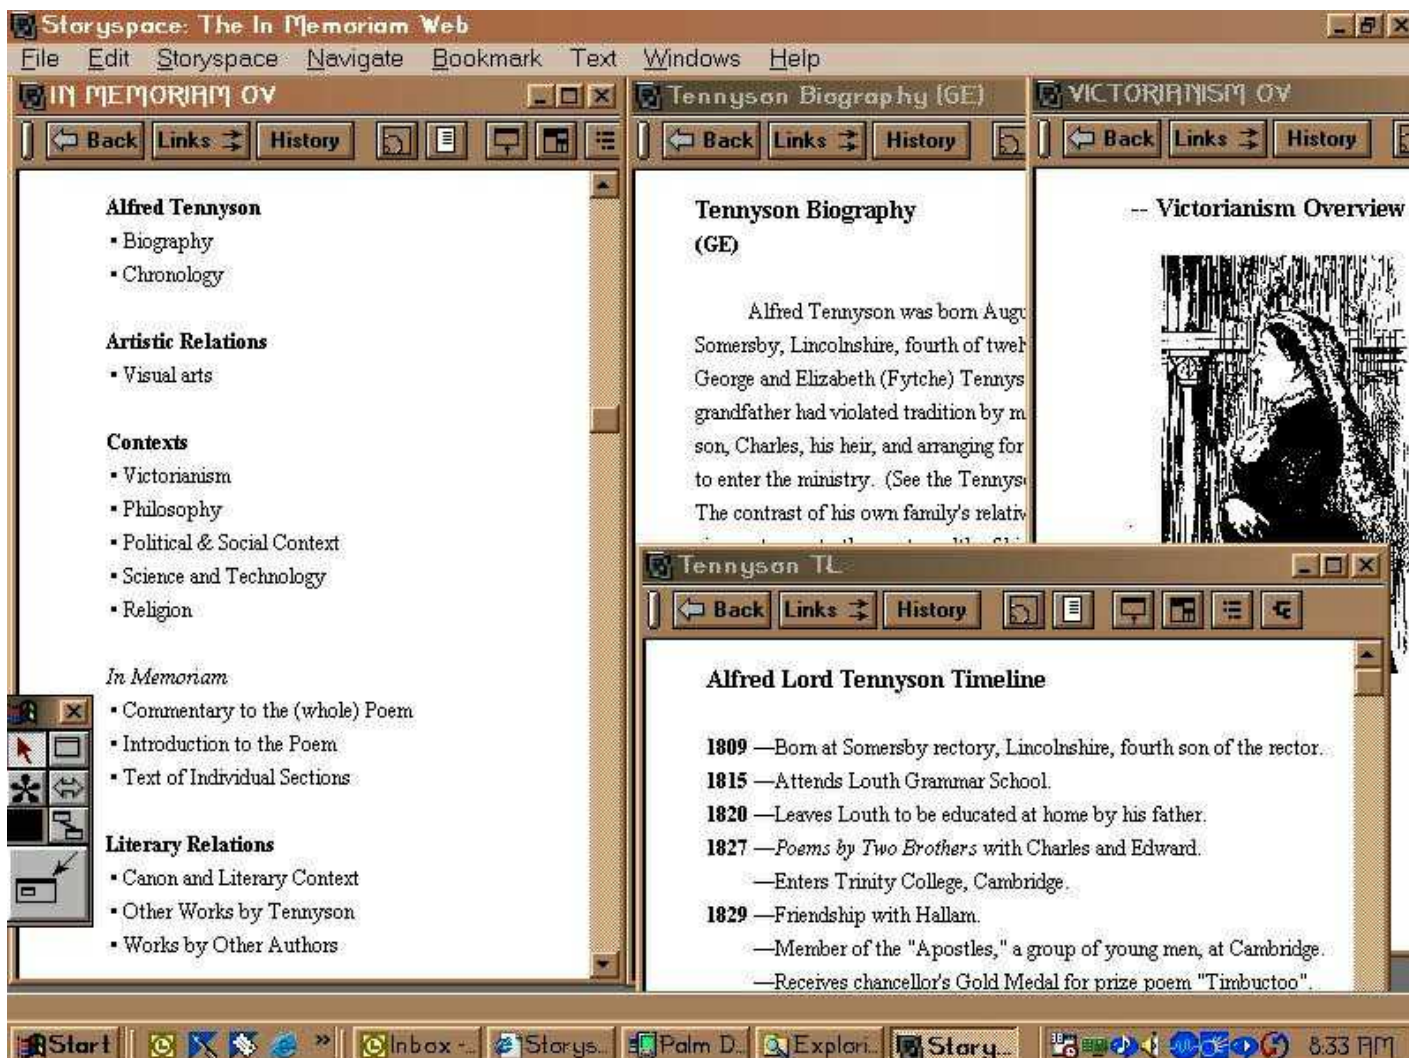 Storyspace: The In Memoriam Web
File Edit Storyspace Navigate Bookmark Text Windows Help
IN MEMORIAM OV
Back Links History
Alfred Tennyson
▪ Biography
▪ Chronology
Artistic Relations
▪ Visual arts
Contexts
▪ Victorianism
▪ Philosophy
▪ Political & Social Context
▪ Science and Technology
▪ Religion
In Memoriam
▪ Commentary to the (whole) Poem
▪ Introduction to the Poem
▪ Text of Individual Sections
Literary Relations
▪ Canon and Literary Context
▪ Other Works by Tennyson
▪ Works by Other Authors
Tennyson Biography (GE)
Back Links History
Tennyson Biography
(GE)
Alfred Tennyson was born Augu
Somersby, Lincolnshire, fourth of twel
George and Elizabeth (Fytche) Tennys
grandfather had violated tradition by m
son, Charles, his heir, and arranging for
to enter the ministry. (See the Tennys
The contrast of his own family's relativ
VICTORIANISM OV
Back Links History
-- Victorianism Overview
Tennyson TL
Back Links History
Alfred Lord Tennyson Timeline
1809 —Born at Somersby rectory, Lincolnshire, fourth son of the rector.
1815 —Attends Louth Grammar School.
1820 —Leaves Louth to be educated at home by his father.
1827 —Poems by Two Brothers with Charles and Edward.
—Enters Trinity College, Cambridge.
1829 —Friendship with Hallam.
—Member of the "Apostles," a group of young men, at Cambridge.
—Receives chancellor's Gold Medal for prize poem "Timbuctoo".
Start » Inbox -... Storys... Palm D... Explori... Story... 8:33 AM